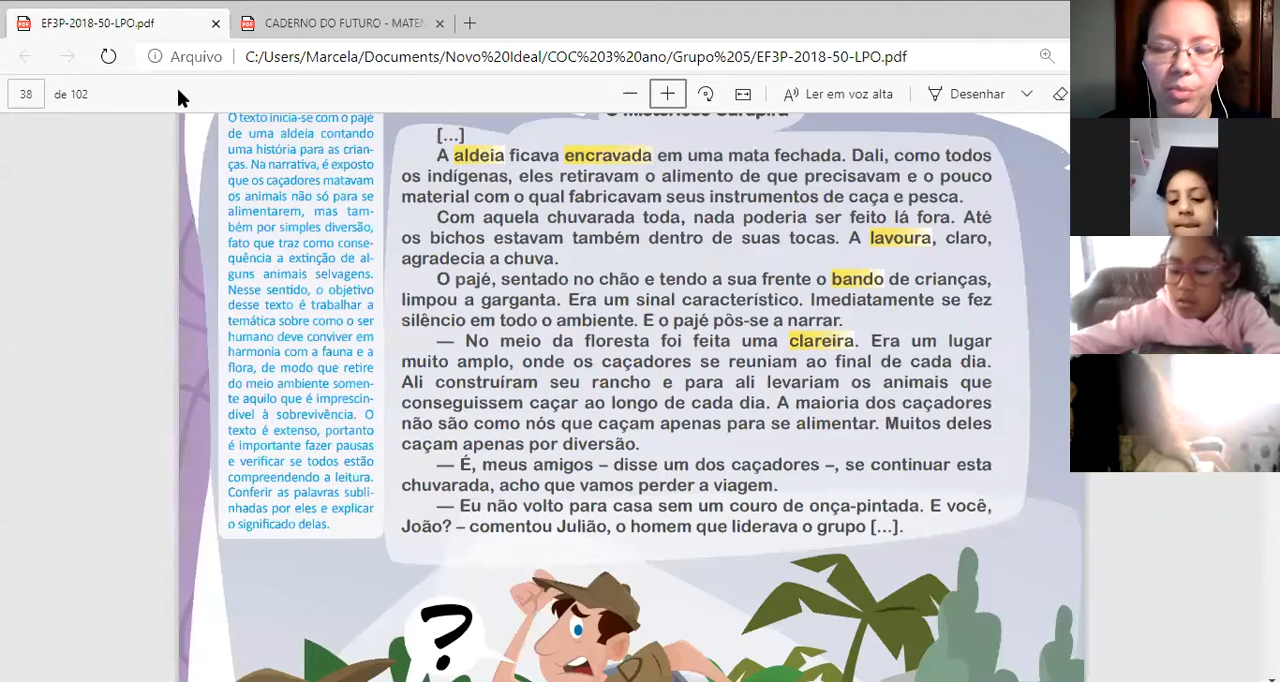 EF3P-2018-50-LPO.pdf
CADERNO DO FUTURO - MATEM
Arquivo
C:/Users/Marcela/Documents/Novo%20Ideal/COC%203%20ano/Grupo%205/EF3P-2018-50-LPO.pdf
38 de 102
Ler em voz alta
Desenhar
O texto inicia-se com o pajé
de uma aldeia contando
uma história para as crian-
ças. Na narrativa, é exposto
que os caçadores matavam
os animais não só para se
alimentarem, mas tam-
bém por simples diversão,
fato que traz como conse-
quência a extinção de al-
guns animais selvagens.
Nesse sentido, o objetivo
desse texto é trabalhar a
temática sobre como o ser
humano deve conviver em
harmonia com a fauna e a
flora, de modo que retire
do meio ambiente somen-
te aquilo que é imprescin-
dível à sobrevivência. O
texto é extenso, portanto
é importante fazer pausas
e verificar se todos estão
compreendendo a leitura.
Conferir as palavras subli-
nhadas por eles e explicar
o significado delas.
O Misterioso Curupira
[...]
A aldeia ficava encravada em uma mata fechada. Dali, como todos
os indígenas, eles retiravam o alimento de que precisavam e o pouco
material com o qual fabricavam seus instrumentos de caça e pesca.
Com aquela chuvarada toda, nada poderia ser feito lá fora. Até
os bichos estavam também dentro de suas tocas. A lavoura, claro,
agradecia a chuva.
O pajé, sentado no chão e tendo a sua frente o bando de crianças,
limpou a garganta. Era um sinal característico. Imediatamente se fez
silêncio em todo o ambiente. E o pajé pôs-se a narrar.
— No meio da floresta foi feita uma clareira. Era um lugar
muito amplo, onde os caçadores se reuniam ao final de cada dia.
Ali construíram seu rancho e para ali levariam os animais que
conseguissem caçar ao longo de cada dia. A maioria dos caçadores
não são como nós que caçam apenas para se alimentar. Muitos deles
caçam apenas por diversão.
— É, meus amigos – disse um dos caçadores –, se continuar esta
chuvarada, acho que vamos perder a viagem.
— Eu não volto para casa sem um couro de onça-pintada. E você,
João? – comentou Julião, o homem que liderava o grupo [...].
?